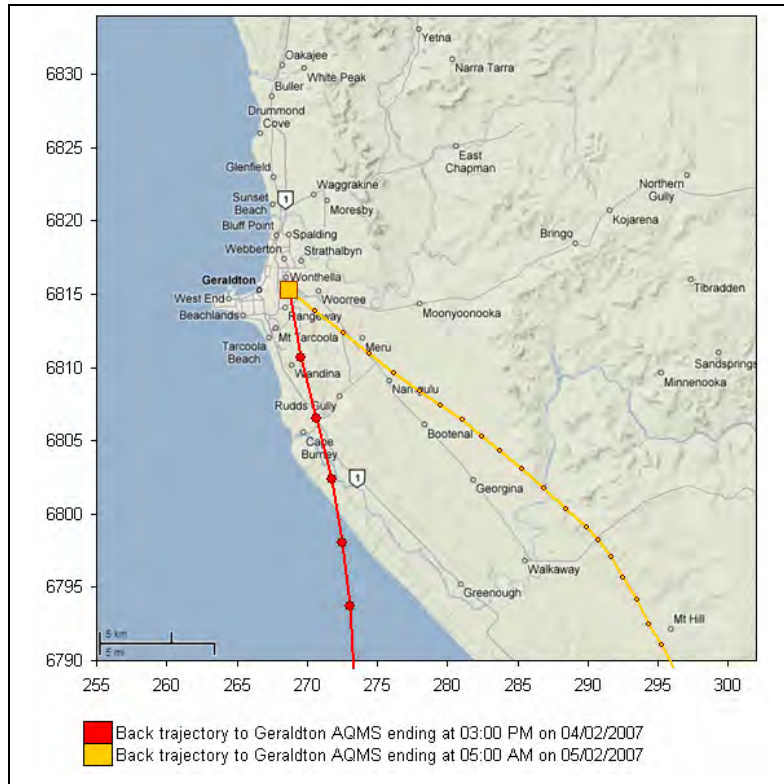 Yetna
Oakajee
White Peak
Narra Tarra
6830
Buller
Drummond
Cove
6825
East
Chapman
Glenfield
Waggrakine
Northern
Gully
Sunset
Beach
1
Moresby
Kojarena
6820
Bluff Point
Spalding
Bringo
Webberton
Strathalbyn
Geraldton
Wonthella
Tibradden
6815
West End
Woorree
Beachlands
Rangeway
Moonyoonooka
Mt Tarcoola
Tarcoola
Beach
Meru
Sandsprings
6810
Wandina
Minnenooka
Narngulu
Rudds Gully
6805
Cape
Burney
Bootenal
1
Georgina
6800
Walkaway
6795
Greenough
Mt Hill
5 km
5 mi
6790
255 260 265 270 275 280 285 290 295 300
Back trajectory to Geraldton AQMS ending at 03:00 PM on 04/02/2007
Back trajectory to Geraldton AQMS ending at 05:00 AM on 05/02/2007